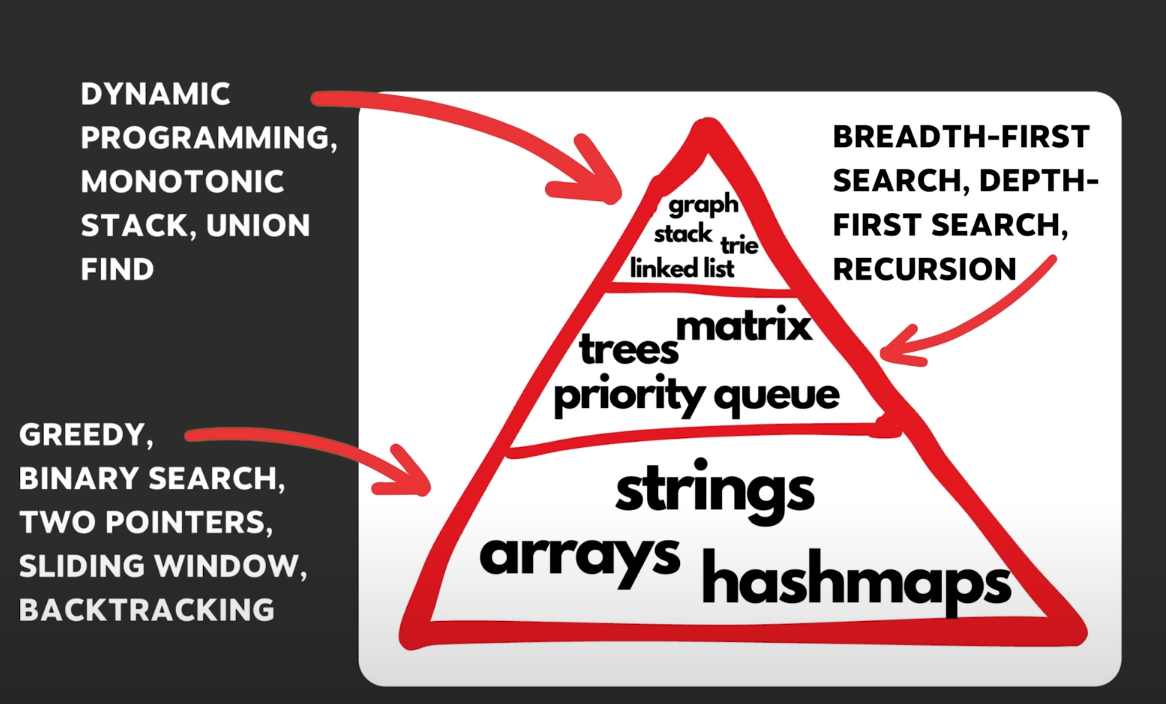 DYNAMIC
PROGRAMMING,
MONOTONIC
STACK, UNION
FIND
BREADTH-FIRST
SEARCH, DEPTH-
FIRST SEARCH,
RECURSION
graph
stack trie
linked list
matrix
trees
priority queue
GREEDY,
BINARY SEARCH,
TWO POINTERS,
SLIDING WINDOW,
BACKTRACKING
strings
arrays
hashmaps